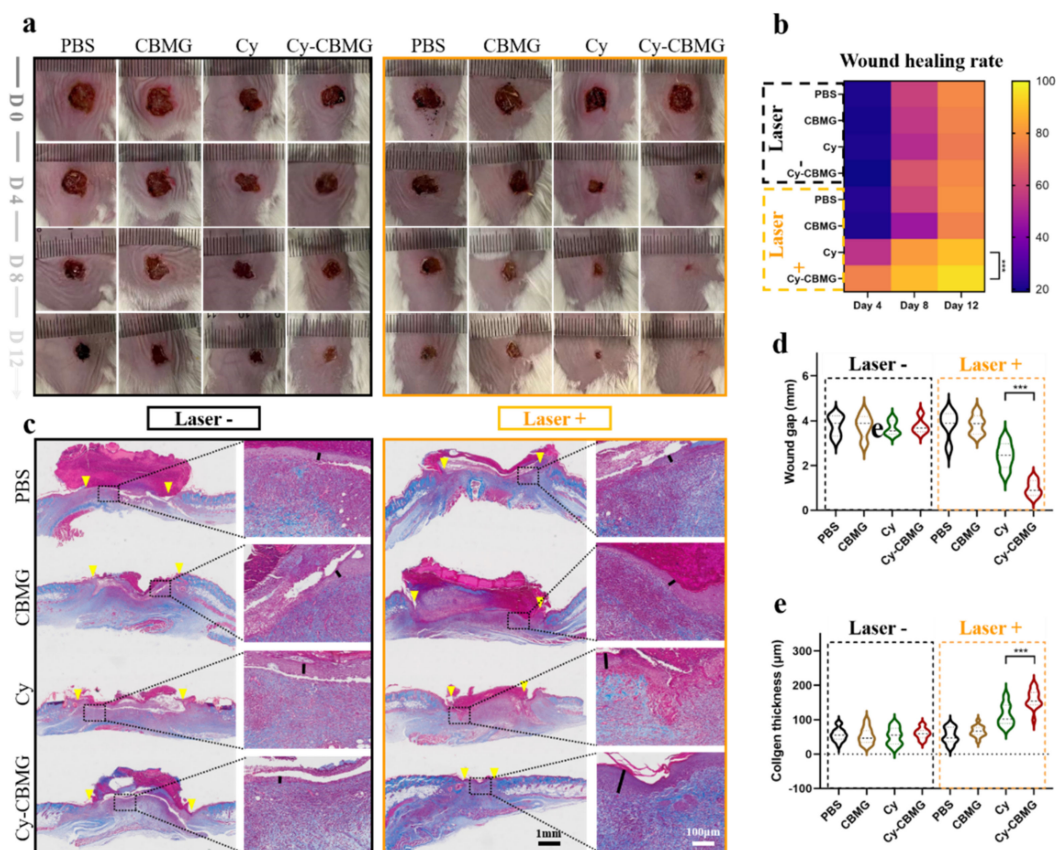 a
PBS CBMG Cy Cy-CBMG PBS CBMG Cy Cy-CBMG
D 0
D 4
D 8
D 12
b
Wound healing rate
Laser -
Laser +
PBS
CBMG
Cy
Cy-CBMG
PBS
CBMG
Cy
Cy-CBMG
***
100
80
60
40
20
Day 4 Day 8 Day 12
c
Laser - Laser +
PBS
CBMG
Cy
Cy-CBMG
1mm
100μm
d
Laser - Laser +
Wound gap (mm)
6
4
2
0
e
***
PBS CBMG Cy Cy-CBMG PBS CBMG Cy Cy-CBMG
e
Laser - Laser +
Collgen thickness (μm)
300
200
100
0
-100
***
PBS CBMG Cy Cy-CBMG PBS CBMG Cy Cy-CBMG